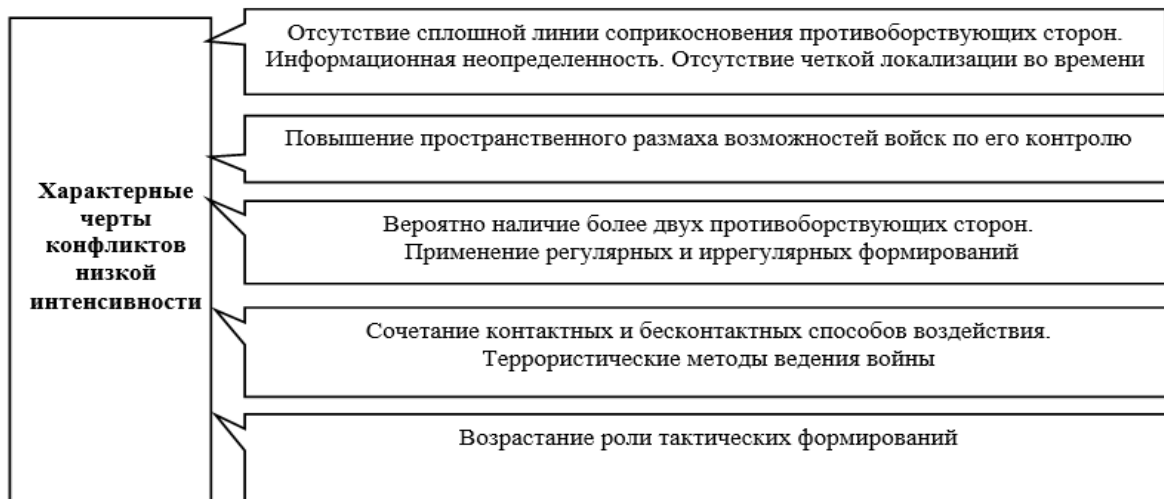 Характерные
черты
конфликтов
низкой
интенсивности
Отсутствие сплошной линии соприкосновения противоборствующих сторон.
Информационная неопределенность. Отсутствие четкой локализации во времени
Повышение пространственного размаха возможностей войск по его контролю
Вероятно наличие более двух противоборствующих сторон.
Применение регулярных и иррегулярных формирований
Сочетание контактных и бесконтактных способов воздействия.
Террористические методы ведения войны
Возрастание роли тактических формирований